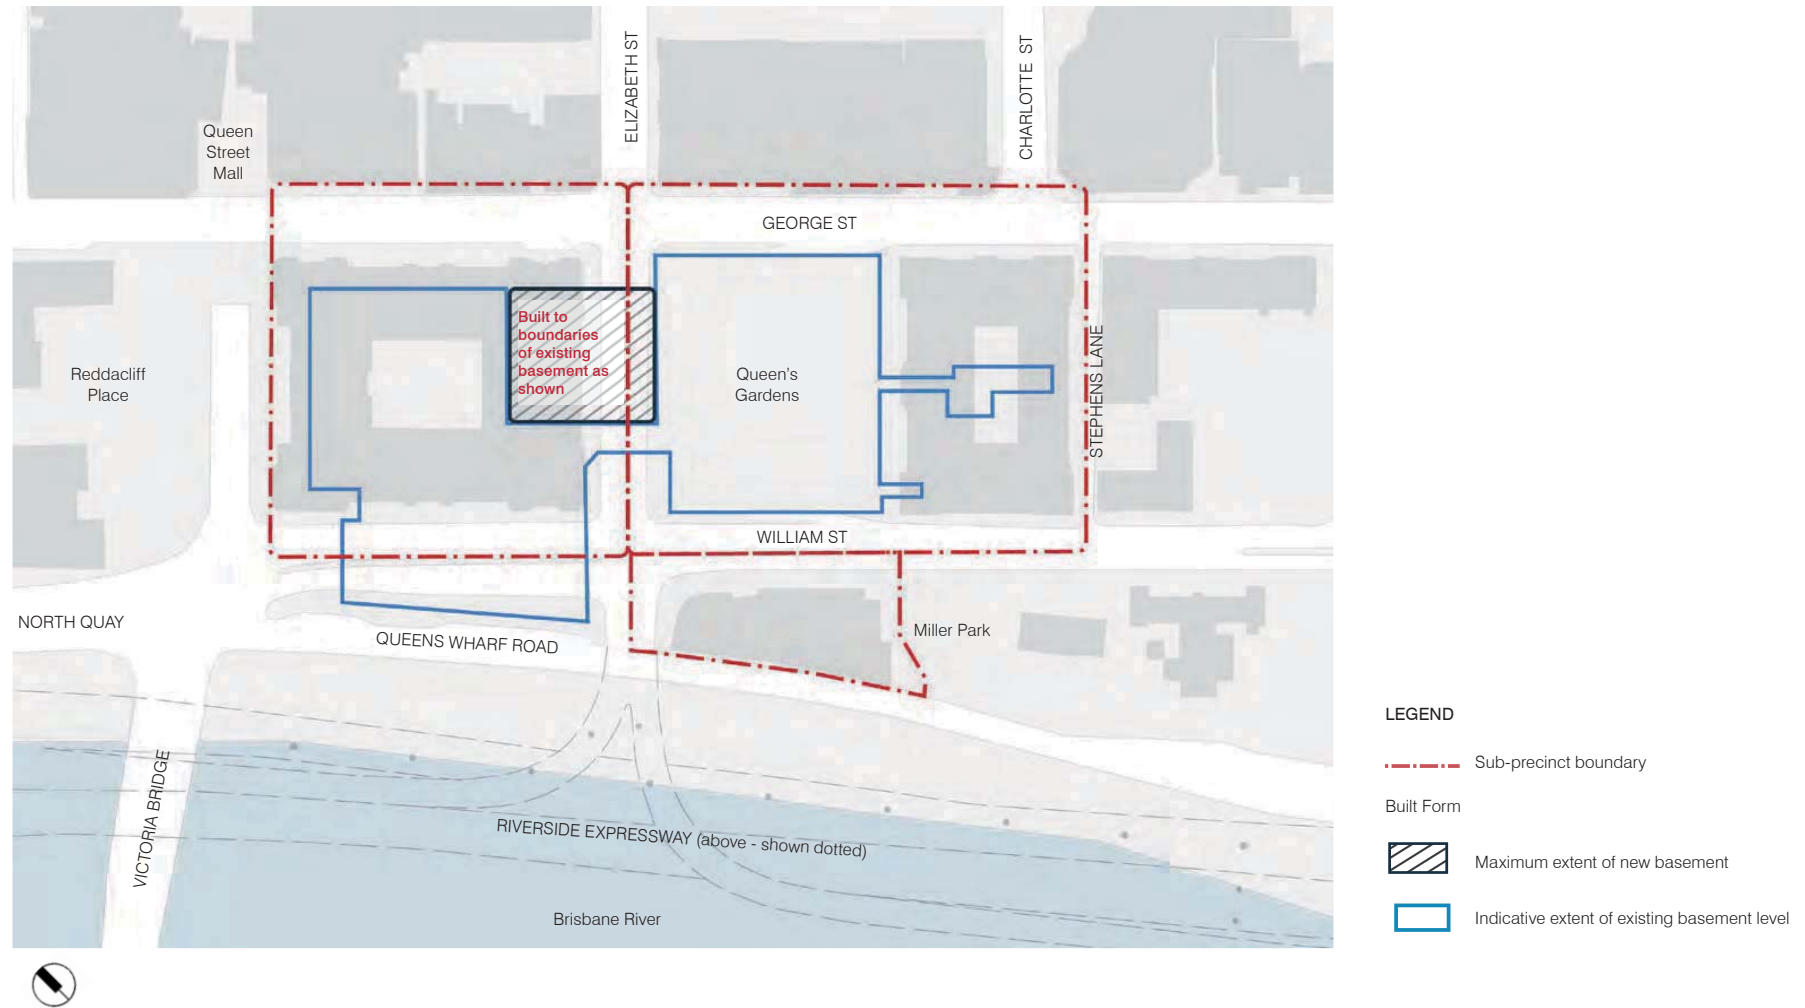 ELIZABETH ST
CHARLOTTE ST
Queen
Street
Mall
GEORGE ST
Built to
boundaries
of existing
basement as
shown
Reddacliff
Place
Queen's
Gardens
STEPHENS LANE
WILLIAM ST
NORTH QUAY
QUEENS WHARF ROAD
Miller Park
VICTORIA BRIDGE
RIVERSIDE EXPRESSWAY (above - shown dotted)
Brisbane River
LEGEND
Sub-precinct boundary
Built Form
Maximum extent of new basement
Indicative extent of existing basement level